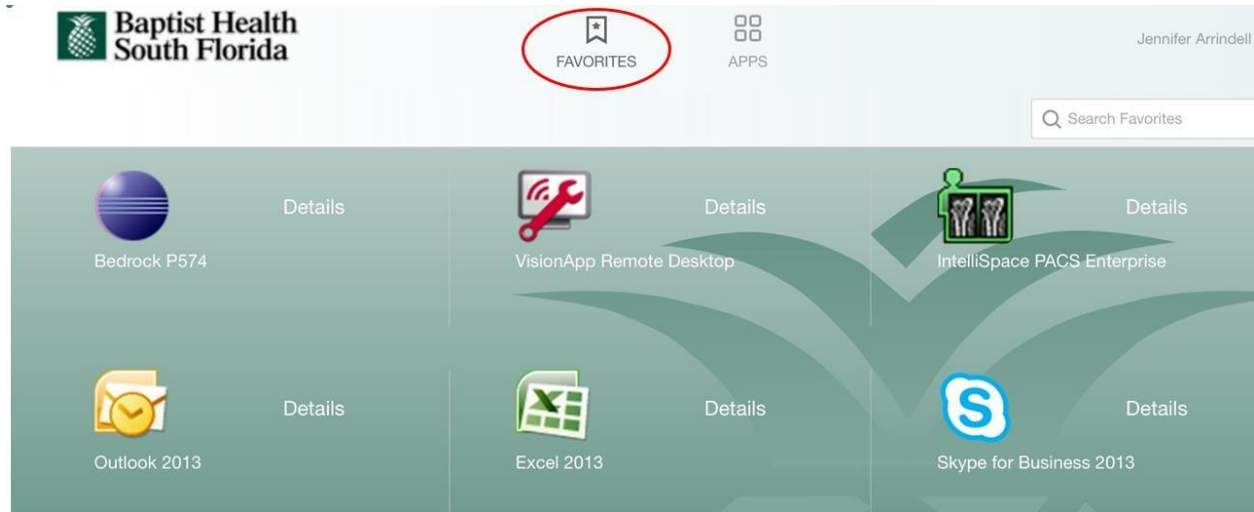 Baptist Health
South Florida
FAVORITES
APPS
Jennifer Arrindell
Search Favorites
Details
Details
Details
Bedrock P574
VisionApp Remote Desktop
IntelliSpace PACS Enterprise
Details
Details
Details
Outlook 2013
Excel 2013
Skype for Business 2013